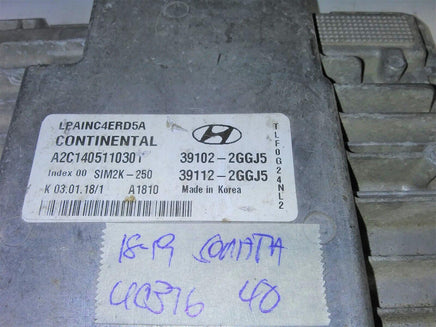 LPAINC4ERD5A
CONTINENTAL
A2C1405110301
39102-2GGJ5
Index 00 SIM2K-250
39112-2GGJ5
K 03.01.18/1 A1810 Made in Korea
TLF0G24NL2
18-19 SONATA
40